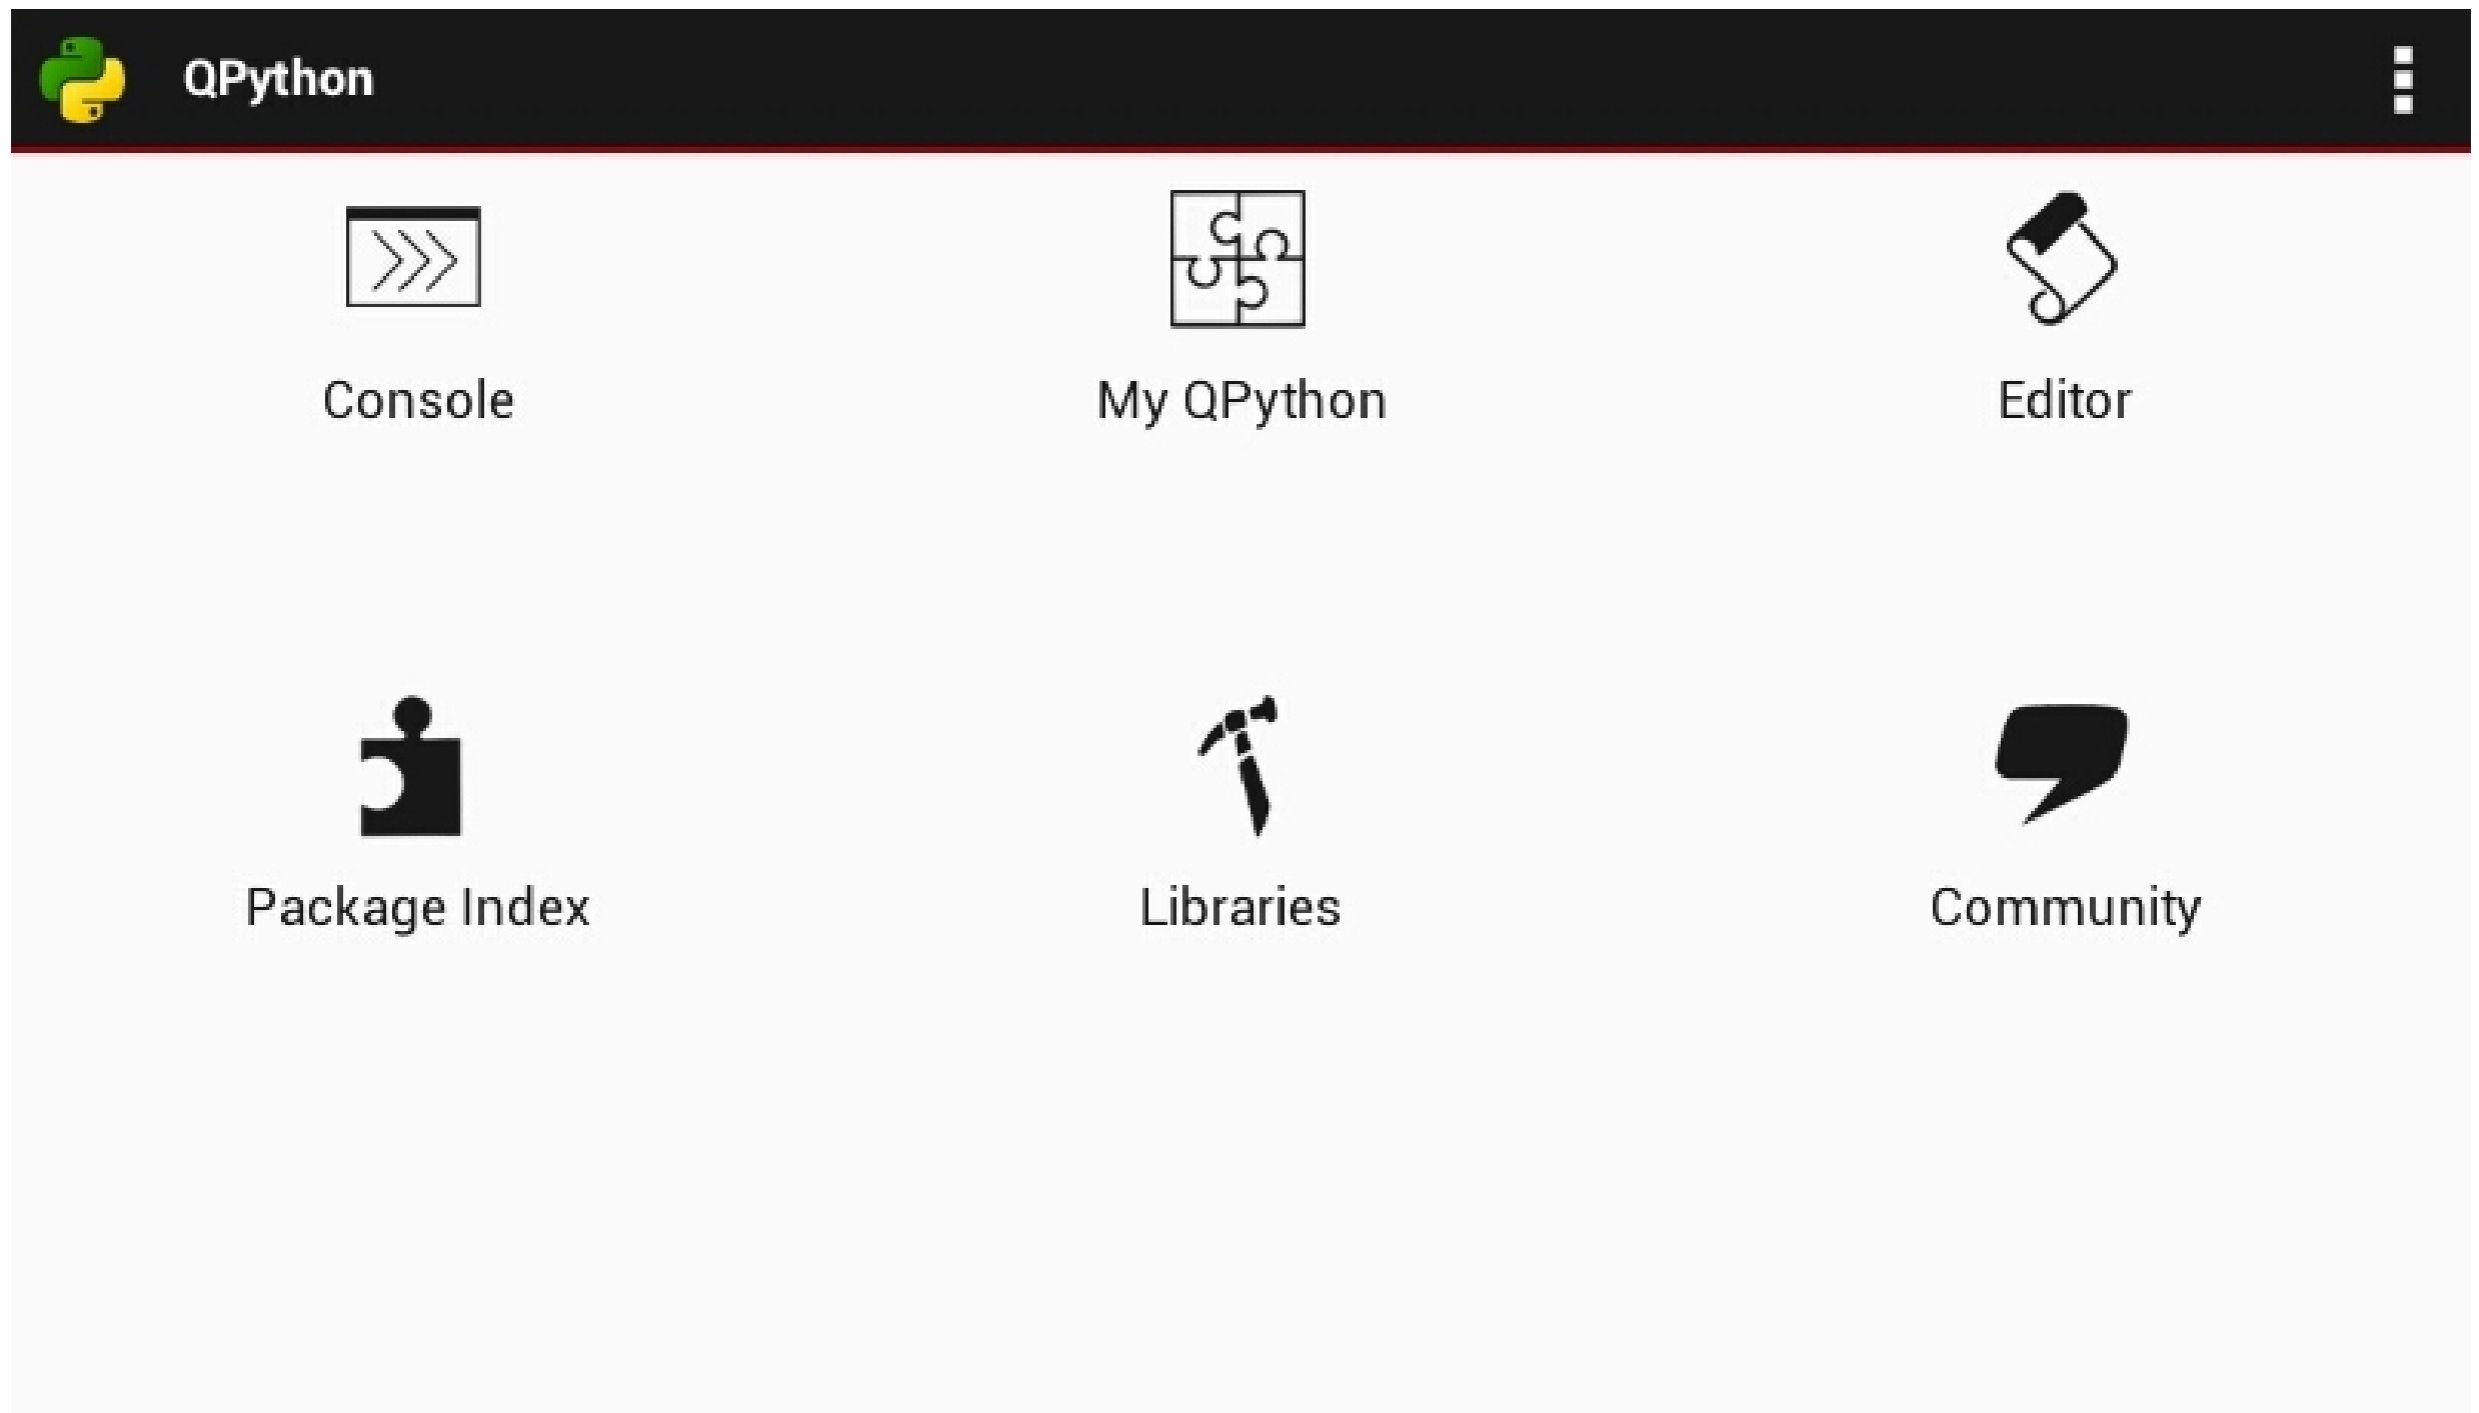 QPython
Console
My QPython
Editor
Package Index
Libraries
Community